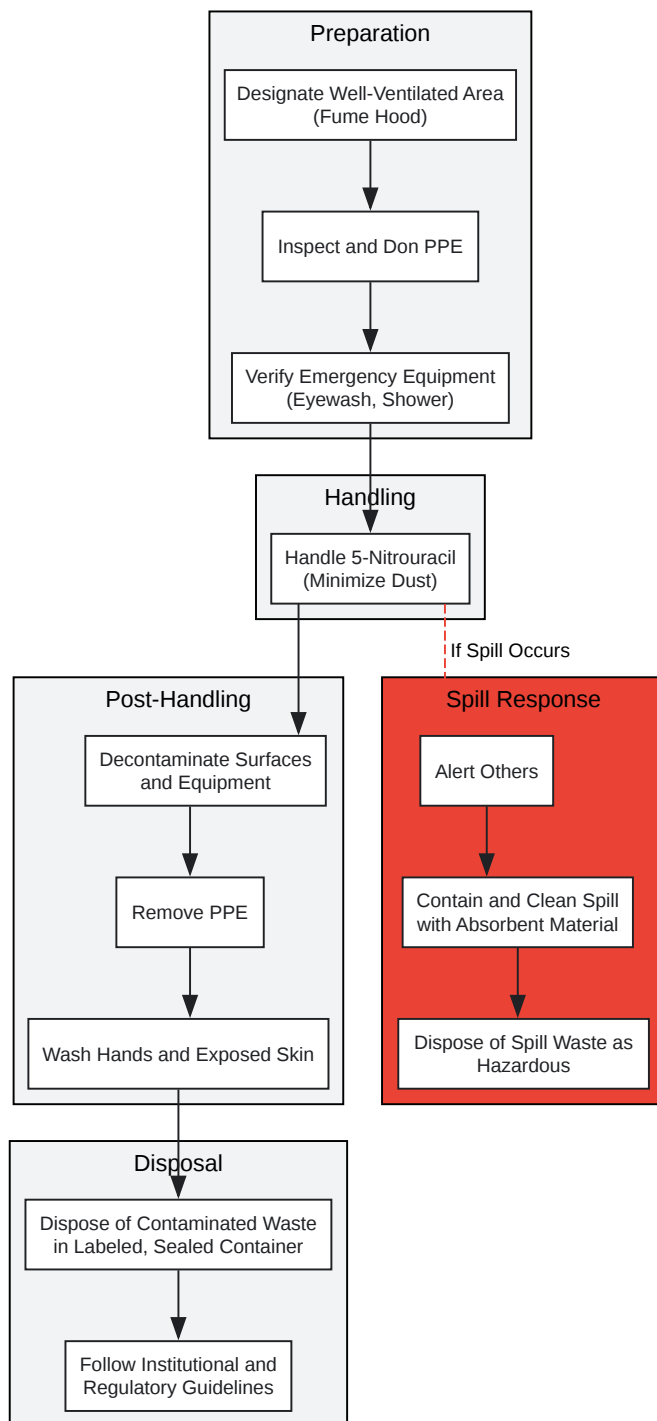 Preparation
Designate Well-Ventilated Area
(Fume Hood)
Inspect and Don PPE
Verify Emergency Equipment
(Eyewash, Shower)
Handling
Handle 5-Nitrouracil
(Minimize Dust)
If Spill Occurs
Post-Handling
Decontaminate Surfaces
and Equipment
Remove PPE
Wash Hands and Exposed Skin
Spill Response
Alert Others
Contain and Clean Spill
with Absorbent Material
Dispose of Spill Waste as
Hazardous
Disposal
Dispose of Contaminated Waste
in Labeled, Sealed Container
Follow Institutional and
Regulatory Guidelines